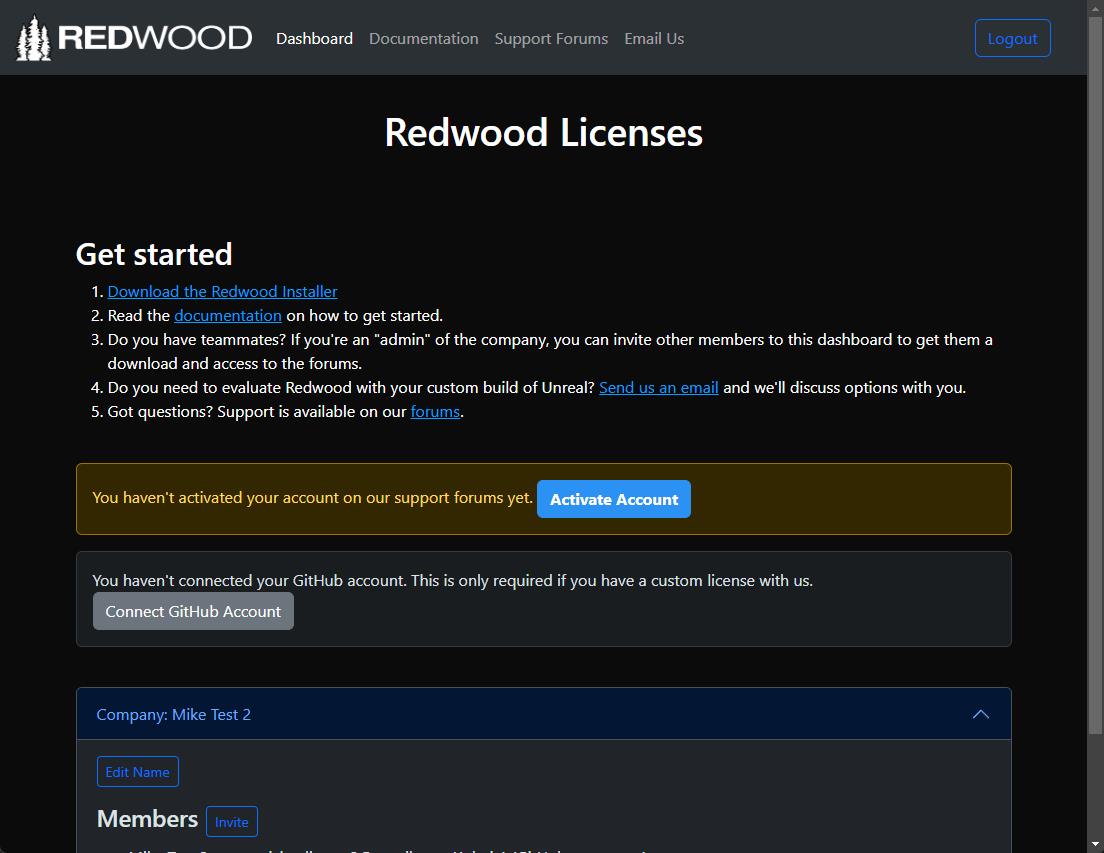 REDWOOD Dashboard Documentation Support Forums Email Us Logout
Redwood Licenses
Get started
1. Download the Redwood Installer
2. Read the documentation on how to get started.
3. Do you have teammates? If you're an "admin" of the company, you can invite other members to this dashboard to get them a
download and access to the forums.
4. Do you need to evaluate Redwood with your custom build of Unreal? Send us an email and we'll discuss options with you.
5. Got questions? Support is available on our forums.
You haven't activated your account on our support forums yet. Activate Account
You haven't connected your GitHub account. This is only required if you have a custom license with us.
Connect GitHub Account
Company: Mike Test 2
Edit Name
Members Invite